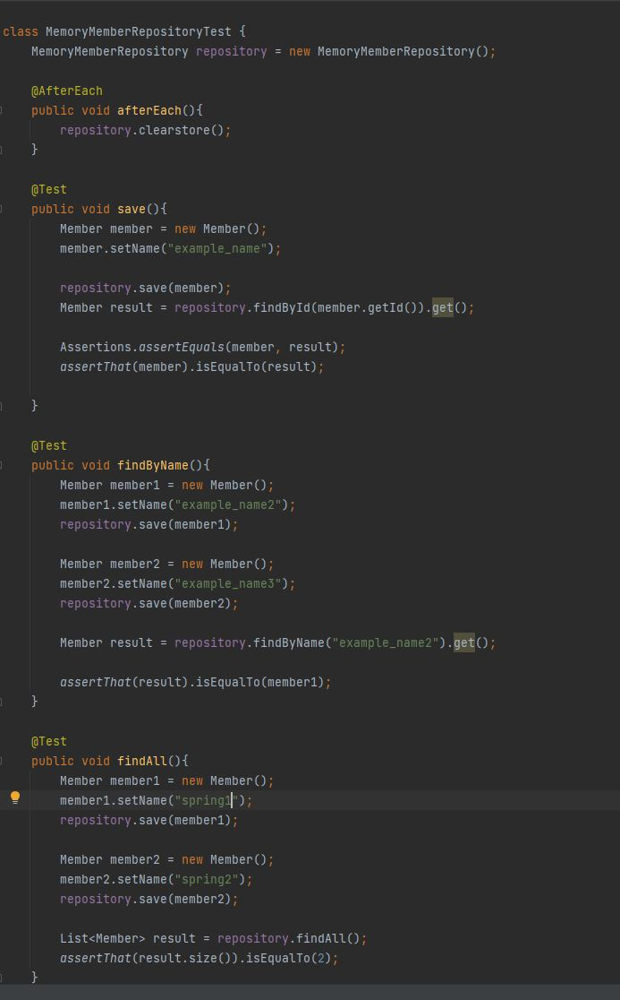 class MemoryMemberRepositoryTest {
    MemoryMemberRepository repository = new MemoryMemberRepository();
    @AfterEach
    public void afterEach(){
        repository.clearstore();
    }
    @Test
    public void save(){
        Member member = new Member();
        member.setName("example_name");
        repository.save(member);
        Member result = repository.findById(member.getId()).get();
        Assertions.assertEquals(member, result);
        assertThat(member).isEqualTo(result);
    }
    @Test
    public void findByName(){
        Member member1 = new Member();
        member1.setName("example_name2");
        repository.save(member1);
        Member member2 = new Member();
        member2.setName("example_name3");
        repository.save(member2);
        Member result = repository.findByName("example_name2").get();
        assertThat(result).isEqualTo(member1);
    }
    @Test
    public void findAll(){
        Member member1 = new Member();
        member1.setName("spring1");
        repository.save(member1);
        Member member2 = new Member();
        member2.setName("spring2");
        repository.save(member2);
        List<Member> result = repository.findAll();
        assertThat(result.size()).isEqualTo(2);
    }